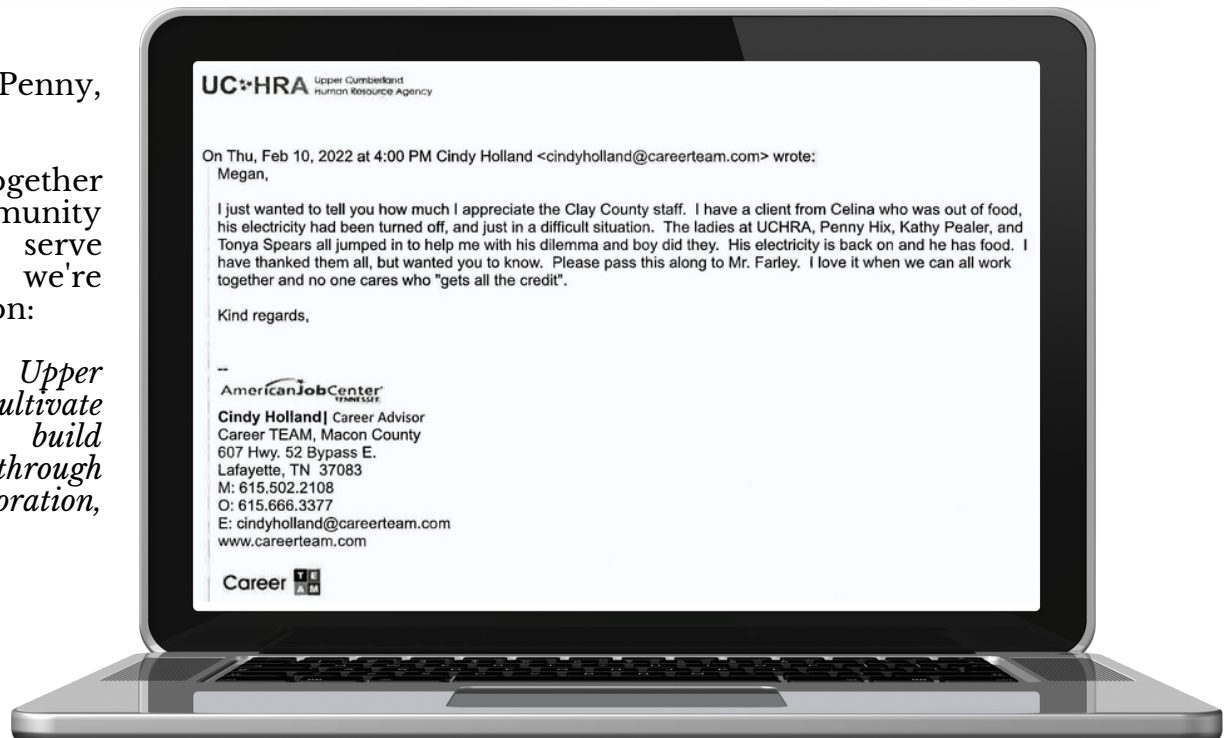 Penny,
ogether
munity
serve
we're
on:
Upper
ultivate
build
through
oration,
UC HRA Upper Cumberland
Human Resource Agency
On Thu, Feb 10, 2022 at 4:00 PM Cindy Holland <cindyholland@careerteam.com> wrote:
Megan,
I just wanted to tell you how much I appreciate the Clay County staff. I have a client from Celina who was out of food,
his electricity had been turned off, and just in a difficult situation. The ladies at UCHRA, Penny Hix, Kathy Pealer, and
Tonya Spears all jumped in to help me with his dilemma and boy did they. His electricity is back on and he has food. I
have thanked them all, but wanted you to know. Please pass this along to Mr. Farley. I love it when we can all work
together and no one cares who "gets all the credit".
Kind regards,
--
AmericanJobCenter
TENNESSEE
Cindy Holland| Career Advisor
Career TEAM, Macon County
607 Hwy. 52 Bypass E.
Lafayette, TN 37083
M: 615.502.2108
O: 615.666.3377
E: cindyholland@careerteam.com
www.careerteam.com
Career TEAM